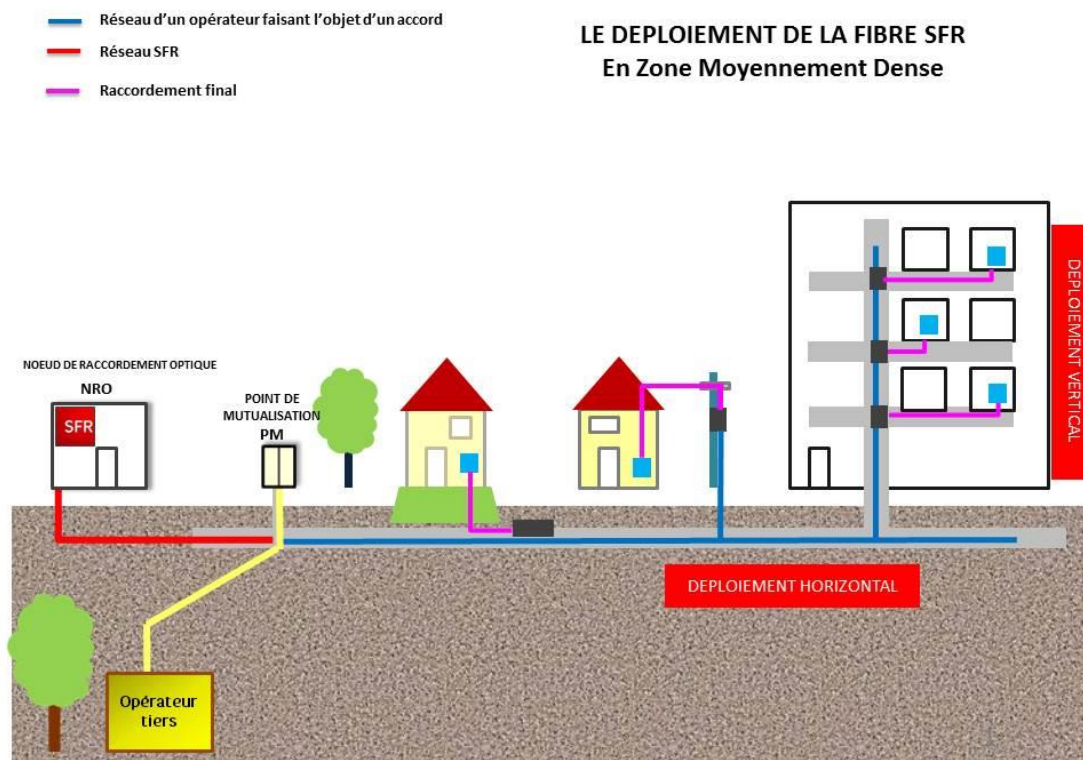 Réseau d'un opérateur faisant l'objet d'un accord
Réseau SFR
Raccordement final
LE DEPLOIEMENT DE LA FIBRE SFR
En Zone Moyennement Dense
NOEUD DE RACCORDEMENT OPTIQUE
NRO
SFR
POINT DE
MUTUALISATION
PM
DEPLOIEMENT VERTICAL
DEPLOIEMENT HORIZONTAL
Opérateur
tiers